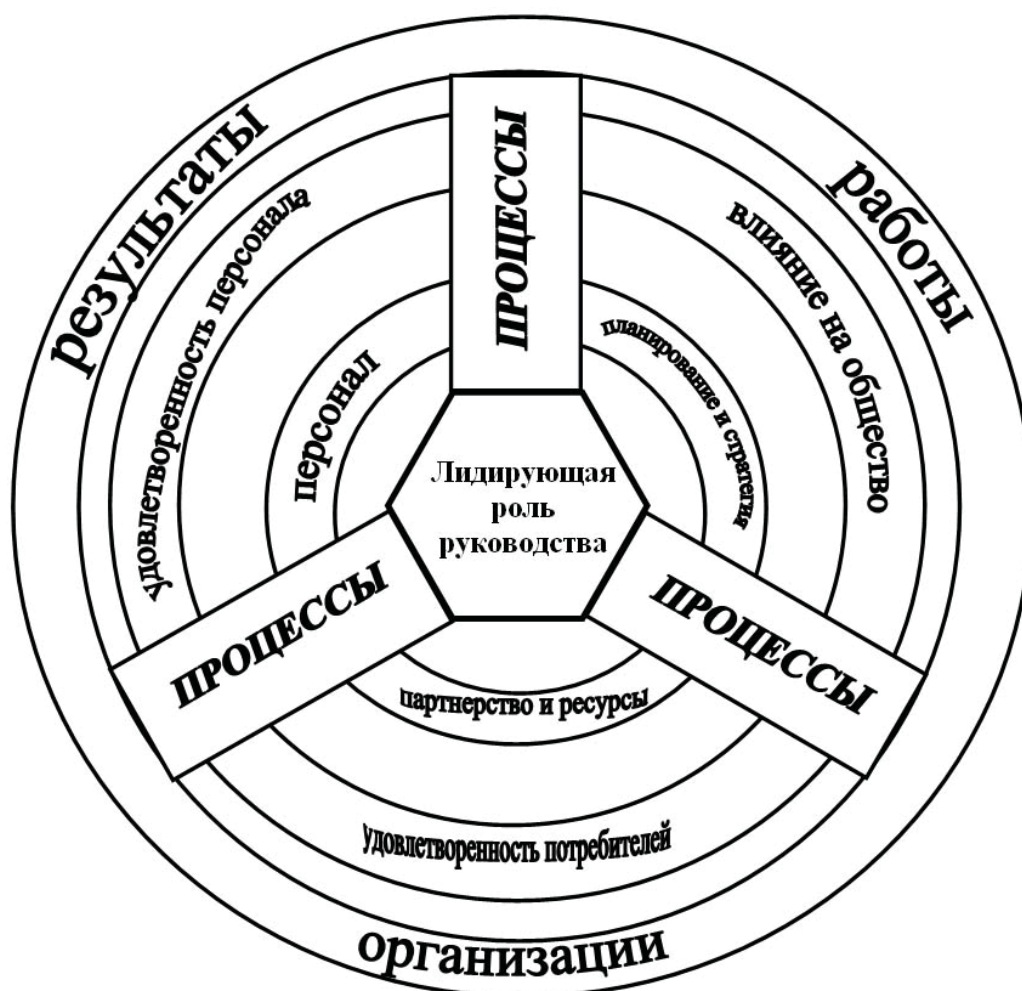 результаты
работы
организации
удовлетворенность персонала
влияние на общество
удовлетворенность потребителей
персонал
планирование и стратегия
партнерство и ресурсы
ПРОЦЕССЫ
ПРОЦЕССЫ
ПРОЦЕССЫ
Лидирующая
роль
руководства